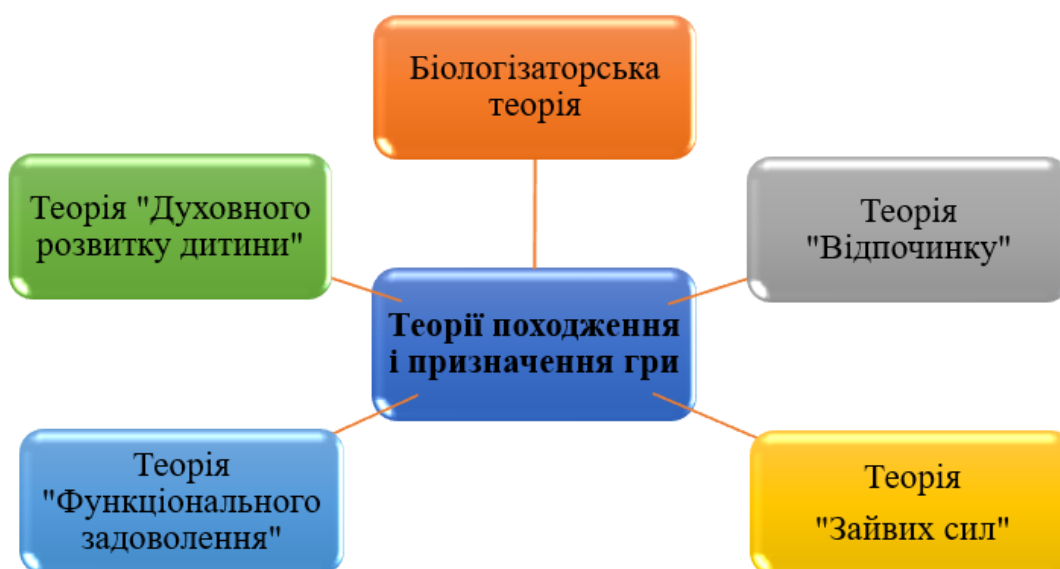 Біологізаторська
теорія
Теорія "Духовного
розвитку дитини"
Теорія
"Відпочинку"
Теорії походження
і призначення гри
Теорія
"Функціонального
задоволення"
Теорія
"Зайвих сил"